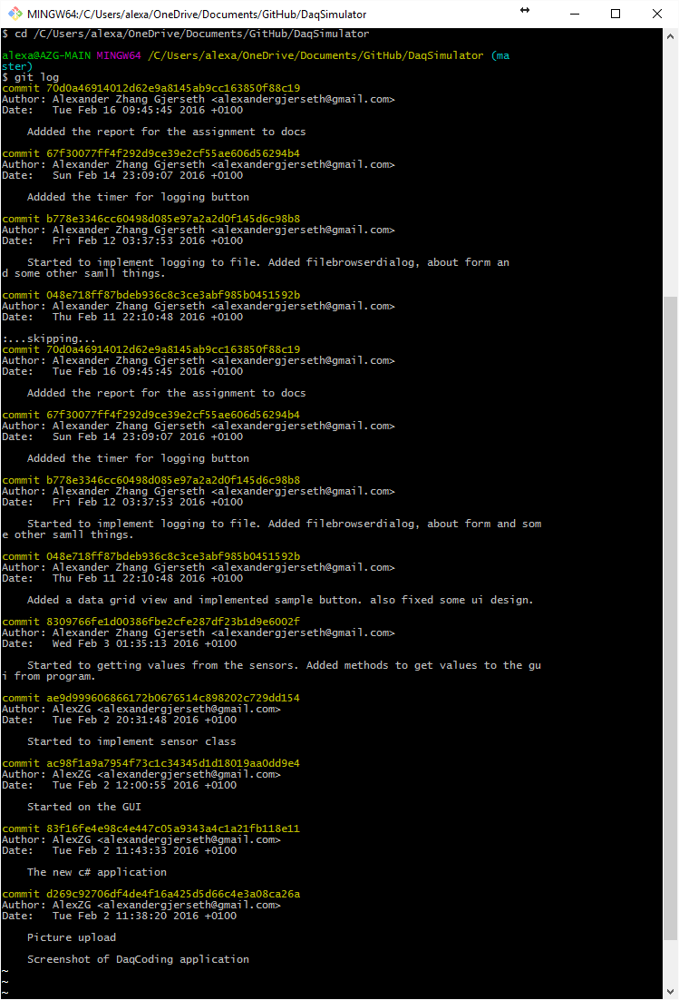 MINGW64:/C/Users/alexa/OneDrive/Documents/GitHub/DaqSimulator
$ cd /C/Users/alexa/OneDrive/Documents/GitHub/DaqSimulator
alexa@AZG-MAIN MINGW64 /C/Users/alexa/OneDrive/Documents/GitHub/DaqSimulator (ma
ster)
$ git log
commit 70d0a46914012d62e9a8145ab9cc163850f88c19
Author: Alexander Zhang Gjerseth <alexandergjerseth@gmail.com>
Date:   Tue Feb 16 09:45:45 2016 +0100
Addded the report for the assignment to docs
commit 67f30077ff4f292d9ce39e2cf55ae606d56294b4
Author: Alexander Zhang Gjerseth <alexandergjerseth@gmail.com>
Date:   Sun Feb 14 23:09:07 2016 +0100
Addded the timer for logging button
commit b778e3346cc60498d085e97a2a2d0f145d6c98b8
Author: Alexander Zhang Gjerseth <alexandergjerseth@gmail.com>
Date:   Fri Feb 12 03:37:53 2016 +0100
Started to implement logging to file. Added filebrowserdialog, about form an
d some other samll things.
commit 048e718ff87bdeb936c8c3ce3abf985b0451592b
Author: Alexander Zhang Gjerseth <alexandergjerseth@gmail.com>
Date:   Thu Feb 11 22:10:48 2016 +0100
:...skipping...
commit 70d0a46914012d62e9a8145ab9cc163850f88c19
Author: Alexander Zhang Gjerseth <alexandergjerseth@gmail.com>
Date:   Tue Feb 16 09:45:45 2016 +0100
Addded the report for the assignment to docs
commit 67f30077ff4f292d9ce39e2cf55ae606d56294b4
Author: Alexander Zhang Gjerseth <alexandergjerseth@gmail.com>
Date:   Sun Feb 14 23:09:07 2016 +0100
Addded the timer for logging button
commit b778e3346cc60498d085e97a2a2d0f145d6c98b8
Author: Alexander Zhang Gjerseth <alexandergjerseth@gmail.com>
Date:   Fri Feb 12 03:37:53 2016 +0100
Started to implement logging to file. Added filebrowserdialog, about form and som
e other samll things.
commit 048e718ff87bdeb936c8c3ce3abf985b0451592b
Author: Alexander Zhang Gjerseth <alexandergjerseth@gmail.com>
Date:   Thu Feb 11 22:10:48 2016 +0100
Added a data grid view and implemented sample button. also fixed some ui design.
commit 8309766fe1d00386fbe2cfe287df23b1d9e6002f
Author: Alexander Zhang Gjerseth <alexandergjerseth@gmail.com>
Date:   Wed Feb 3 01:35:13 2016 +0100
Started to getting values from the sensors. Added methods to get values to the gu
i from program.
commit ae9d999606866172b0676514c898202c729dd154
Author: AlexZG <alexandergjerseth@gmail.com>
Date:   Tue Feb 2 20:31:48 2016 +0100
Started to implement sensor class
commit ac98f1a9a7954f73c1c34345d1d18019aa0dd9e4
Author: AlexZG <alexandergjerseth@gmail.com>
Date:   Tue Feb 2 12:00:55 2016 +0100
Started on the GUI
commit 83f16fe4e98c4e447c05a9343a4c1a21fb118e11
Author: AlexZG <alexandergjerseth@gmail.com>
Date:   Tue Feb 2 11:43:33 2016 +0100
The new c# application
commit d269c92706df4de4f16a425d5d66c4e3a08ca26a
Author: AlexZG <alexandergjerseth@gmail.com>
Date:   Tue Feb 2 11:38:20 2016 +0100
Picture upload
Screenshot of DaqCoding application
~
~
~